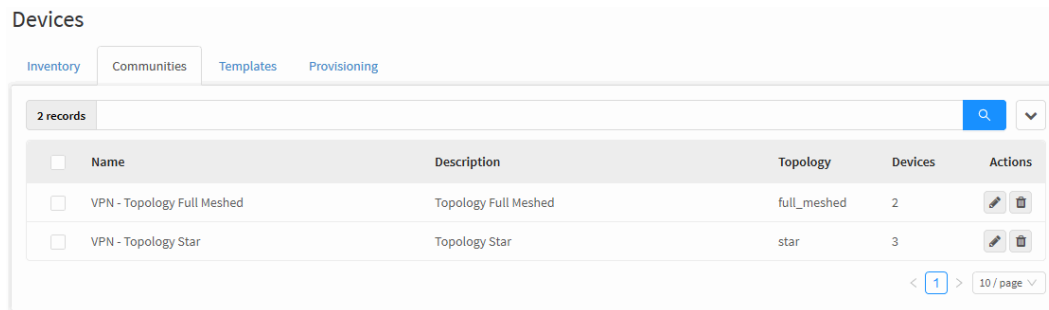 Devices
Inventory Communities Templates Provisioning
2 records
Name Description Topology Devices Actions
VPN - Topology Full Meshed Topology Full Meshed full_meshed 2
VPN - Topology Star Topology Star star 3
< 1 > 10 / page